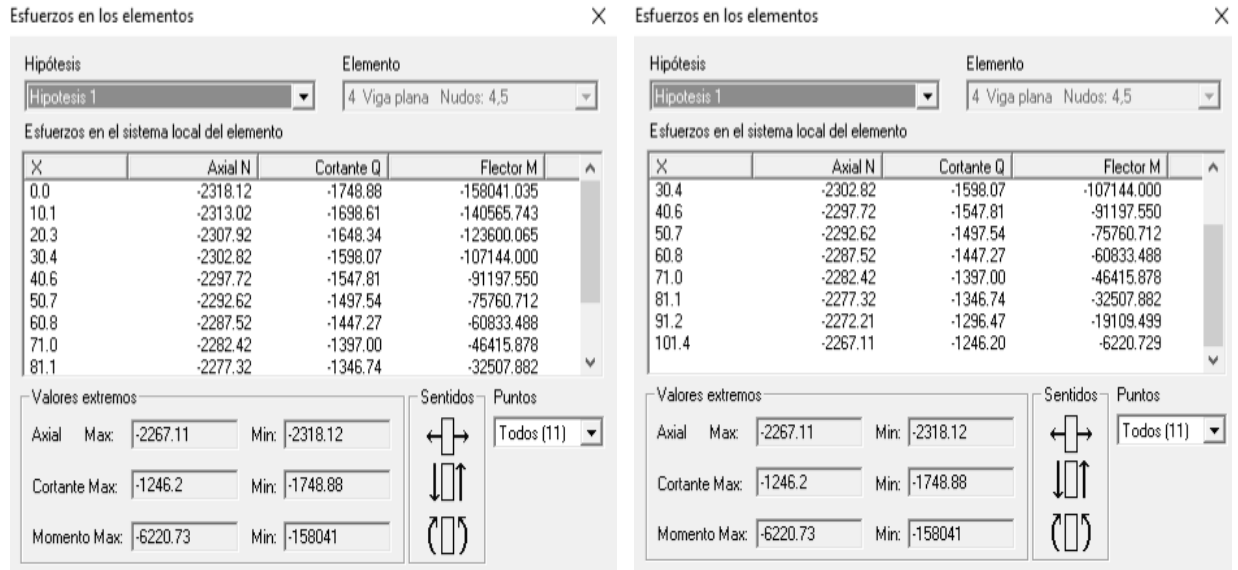 Esfuerzos en los elementos
Hipótesis Elemento
Hipotesis 1 4 Viga plana Nudos: 4,5
Esfuerzos en el sistema local del elemento
X Axial N Cortante Q Flector M
0.0 -2318.12 -1748.88 -158041.035
10.1 -2313.02 -1698.61 -140565.743
20.3 -2307.92 -1648.34 -123600.065
30.4 -2302.82 -1598.07 -107144.000
40.6 -2297.72 -1547.81 -91197.550
50.7 -2292.62 -1497.54 -75760.712
60.8 -2287.52 -1447.27 -60833.488
71.0 -2282.42 -1397.00 -46415.878
81.1 -2277.32 -1346.74 -32507.882
Valores extremos Sentidos Puntos
Axial Max: -2267.11 Min: -2318.12 Todos (11)
Cortante Max: -1246.2 Min: -1748.88
Momento Max: -6220.73 Min: -158041
Esfuerzos en los elementos
Hipótesis Elemento
Hipotesis 1 4 Viga plana Nudos: 4,5
Esfuerzos en el sistema local del elemento
X Axial N Cortante Q Flector M
30.4 -2302.82 -1598.07 -107144.000
40.6 -2297.72 -1547.81 -91197.550
50.7 -2292.62 -1497.54 -75760.712
60.8 -2287.52 -1447.27 -60833.488
71.0 -2282.42 -1397.00 -46415.878
81.1 -2277.32 -1346.74 -32507.882
91.2 -2272.21 -1296.47 -19109.499
101.4 -2267.11 -1246.20 -6220.729
Valores extremos Sentidos Puntos
Axial Max: -2267.11 Min: -2318.12 Todos (11)
Cortante Max: -1246.2 Min: -1748.88
Momento Max: -6220.73 Min: -158041